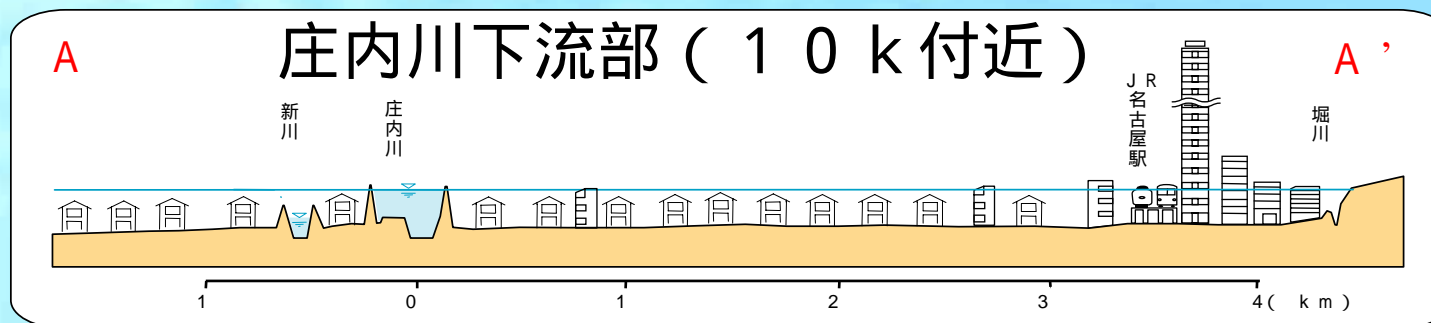 庄内川下流部(10k付近)
A
A’
新川
庄内川
JR
名古屋駅
堀川
1 0 1 2 3 4( km)